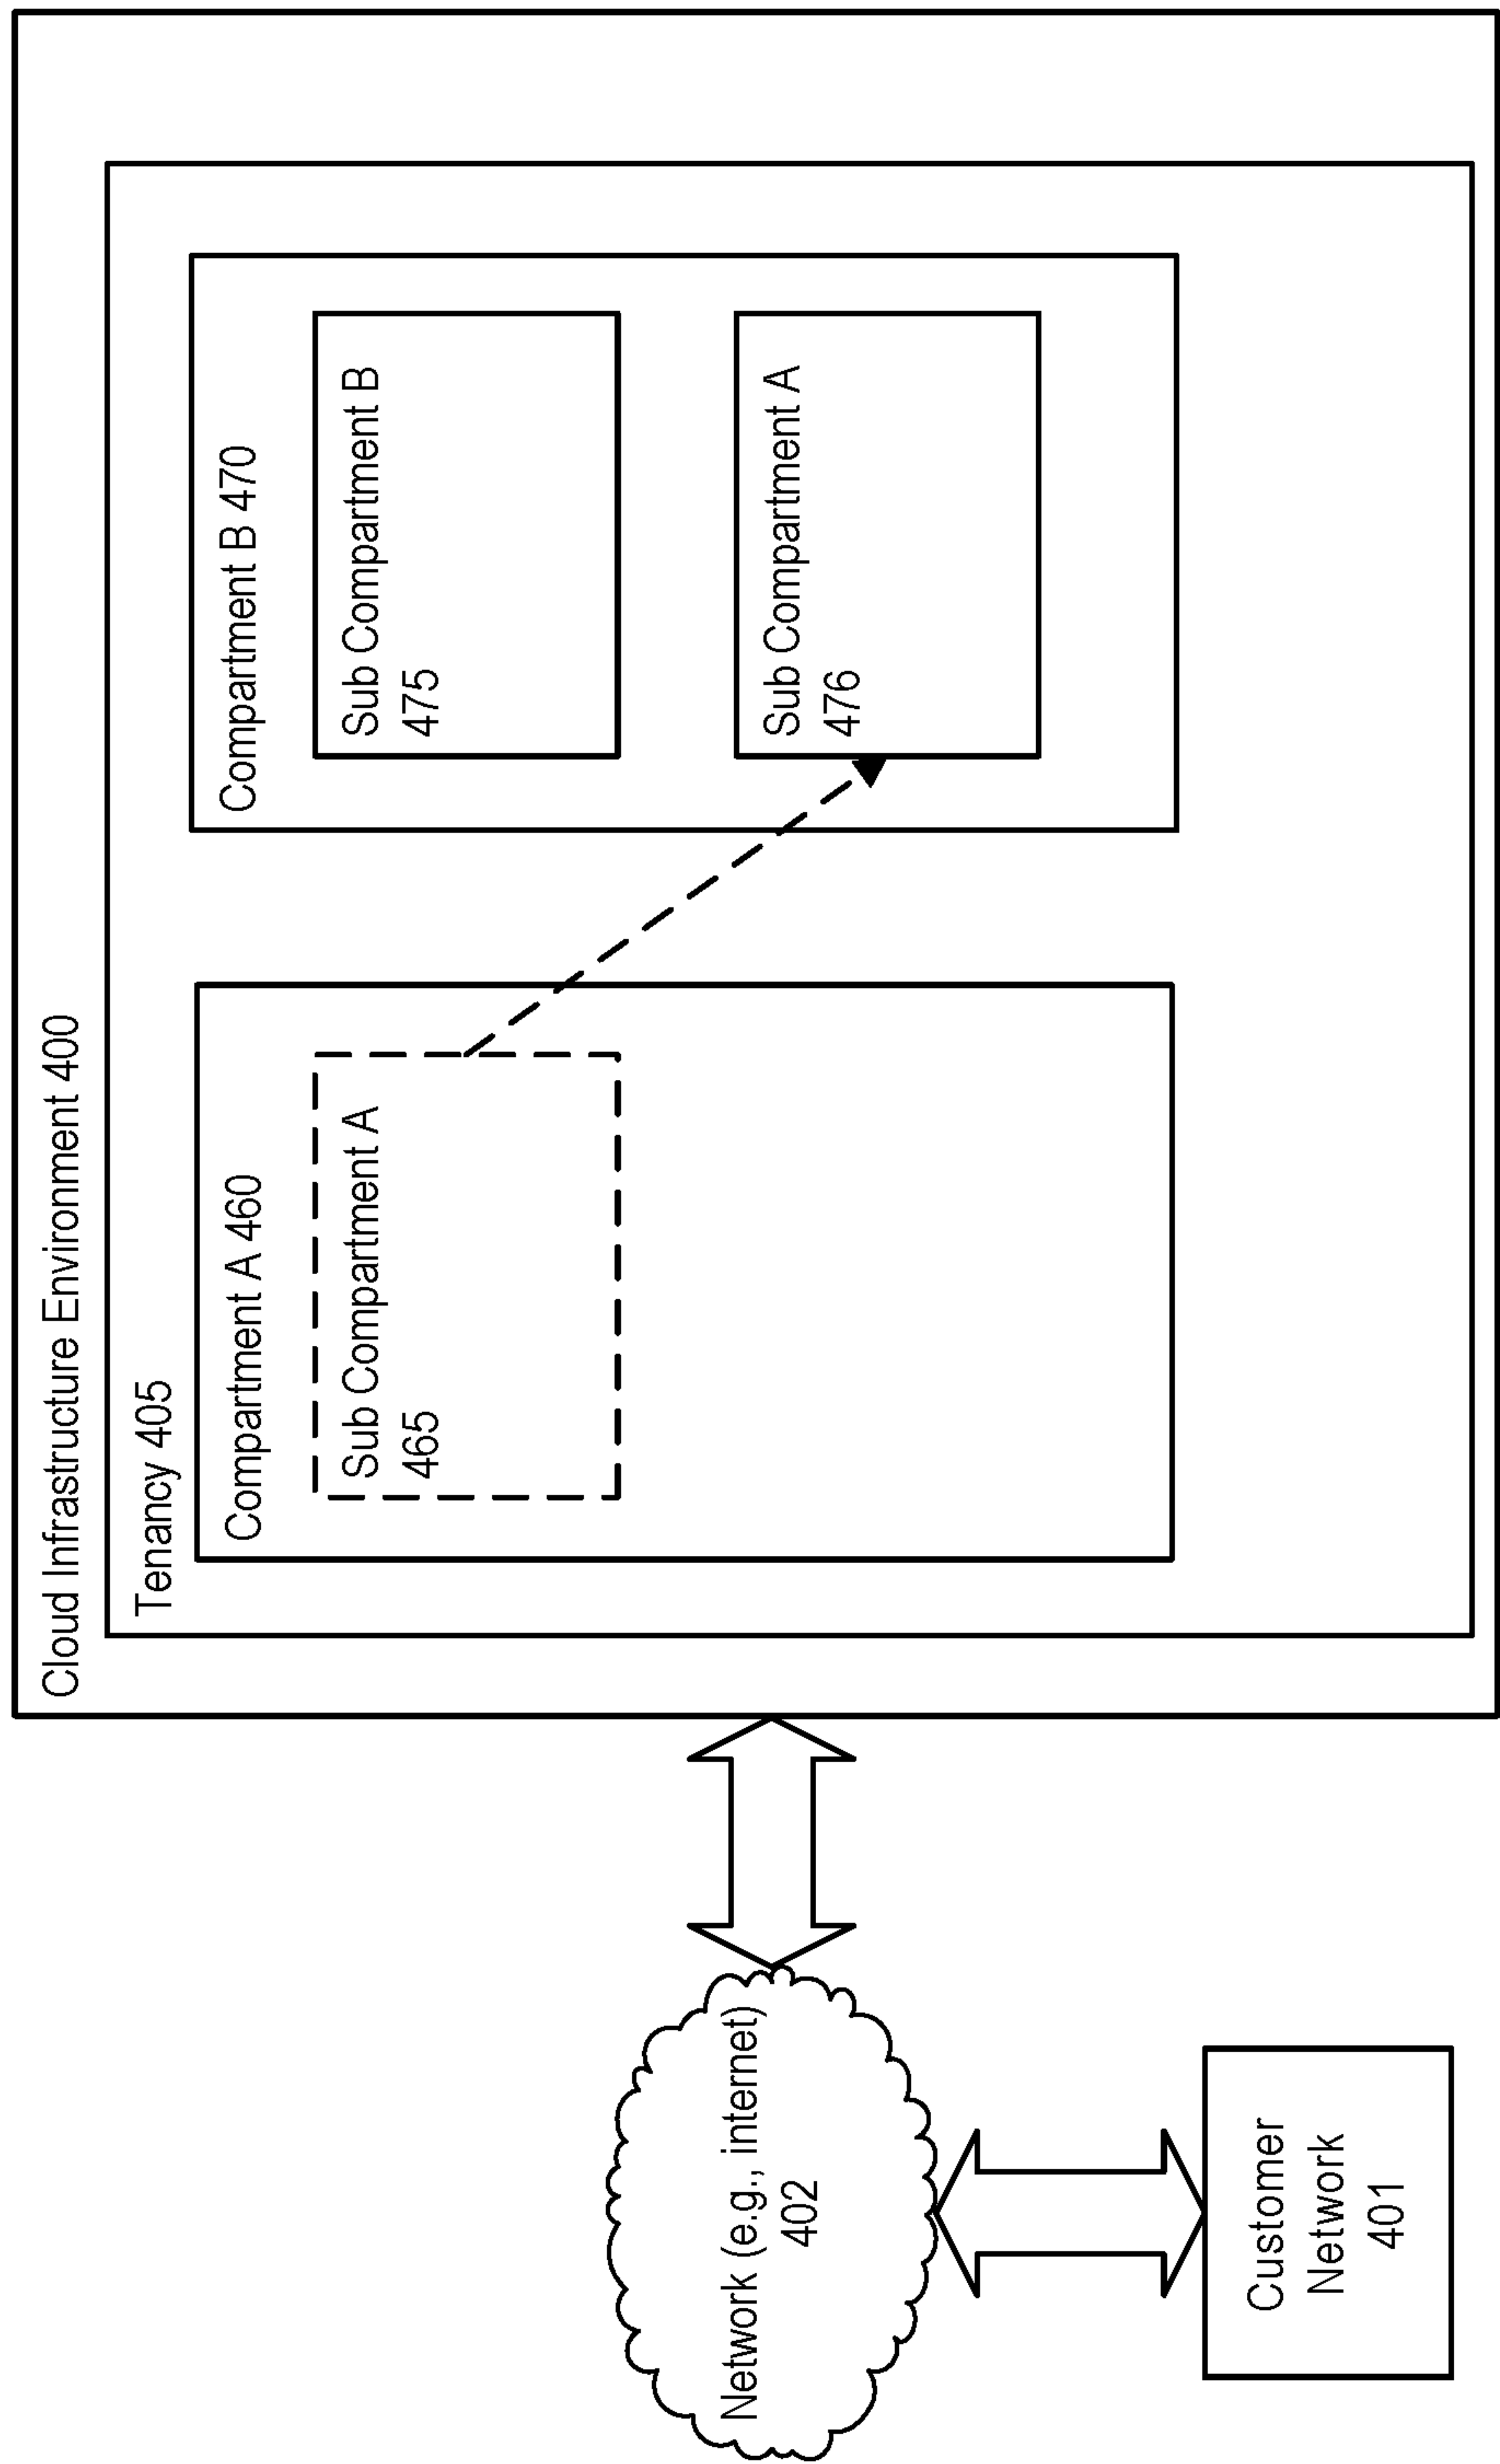 Cloud Infrastructure Environment 400
Tenancy 405
Compartment A 460
Sub Compartment A
465
Compartment B 470
Sub Compartment B
475
Sub Compartment A
476
Network (e.g., internet)
402
Customer
Network
401